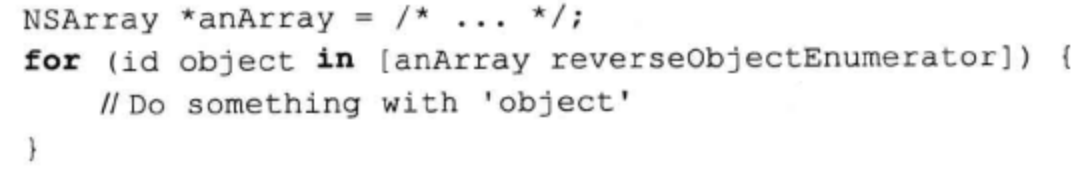 NSArray *anArray = /* ... */;
for (id object in [anArray reverseObjectEnumerator]) {
    // Do something with 'object'
}